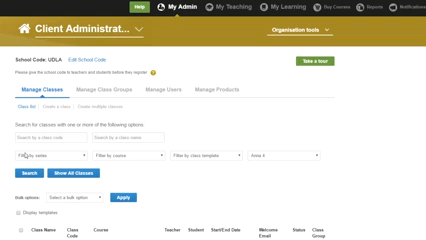 Help My Admin My Teaching My Learning Buy Courses Reports Notifications
Client Administrat... Organisation tools
School Code: UDLA Edit School Code
Take a tour
Please give the school code to teachers and students before they register
Manage Classes Manage Class Groups Manage Users Manage Products
Class list Create a class Create multiple classes
Search for classes with one or more of the following options
Search by a class code Search by a class name
Filter by series Filter by course Filter by class template Area 4
Search Show All Classes
Bulk options: Select a bulk option Apply
Display templates
Class Name Class Code Course Teacher Student Start/End Date Welcome Email Status Class Group